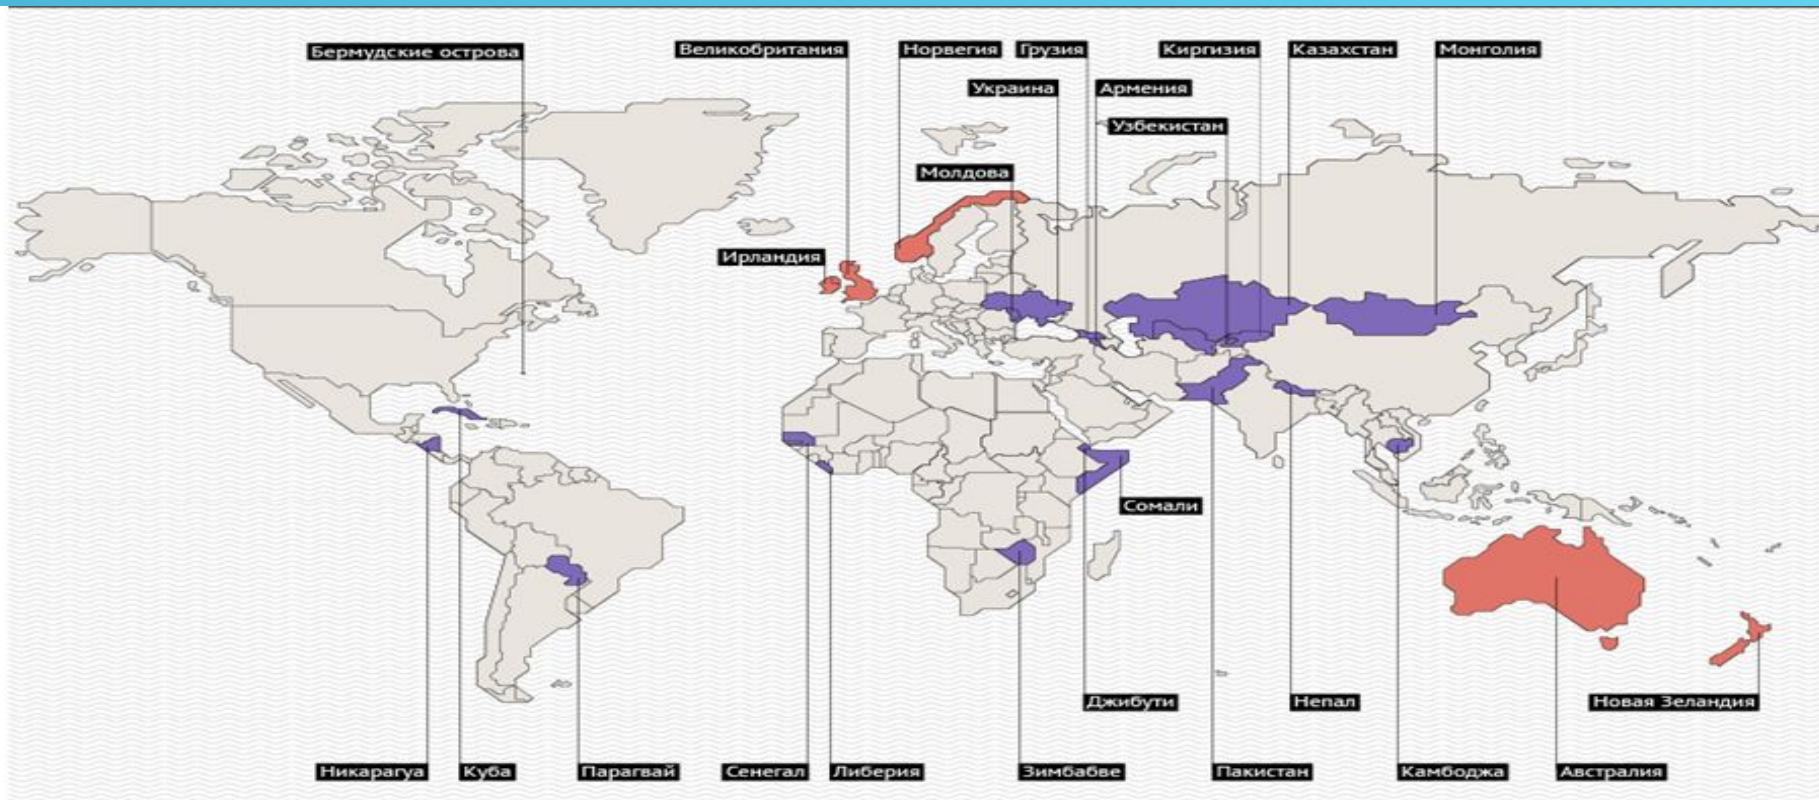 Бермудские острова
Великобритания
Норвегия
Грузия
Киргизия
Казахстан
Монголия
Украина
Армения
Узбекистан
Молдова
Ирландия
Сомали
Джибути
Непал
Новая Зеландия
Никарагуа
Куба
Парагвай
Сенегал
Либерия
Зимбабве
Пакистан
Камбоджа
Австралия